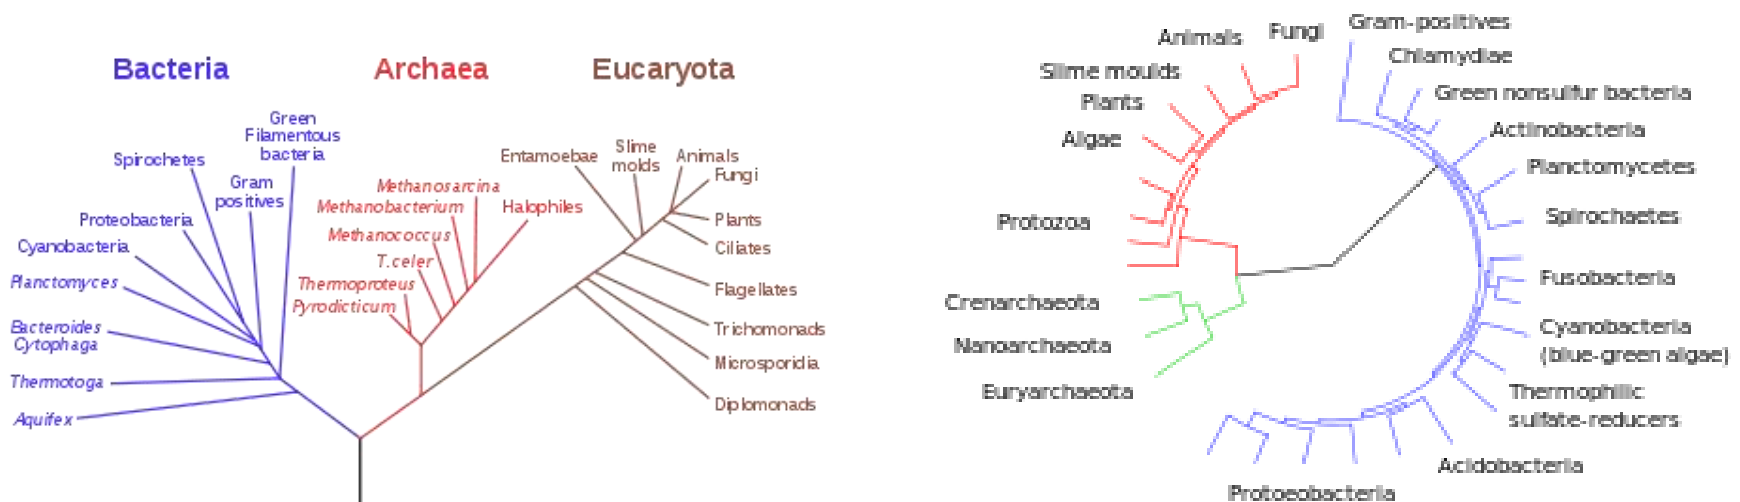 Bacteria
Archaea
Eucaryota
Green
Filamentous
bacteria
Spirochetes
Gram
positives
Proteobacteria
Cyanobacteria
Planctomyces
Bacteroides
Cytophaga
Thermotoga
Aquifex
Methanosarcina
Methanobacterium
Halophiles
Methanococcus
T.celer
Thermoproteus
Pyrodicticum
Entamoebae
Slime
molds
Animals
Fungi
Plants
Ciliates
Flagellates
Trichomonads
Microsporidia
Diplomonads
Gram-positives
Chlamydiae
Green nonsulfur bacteria
Actinobacteria
Planctomycetes
Spirochaetes
Fusobacteria
Cyanobacteria
(blue-green algae)
Thermophilic
sulfate-reducers
Acidobacteria
Protoeobacteria
Fungi
Animals
Slime moulds
Plants
Algae
Protozoa
Crenarchaeota
Nanoarchaeota
Euryarchaeota